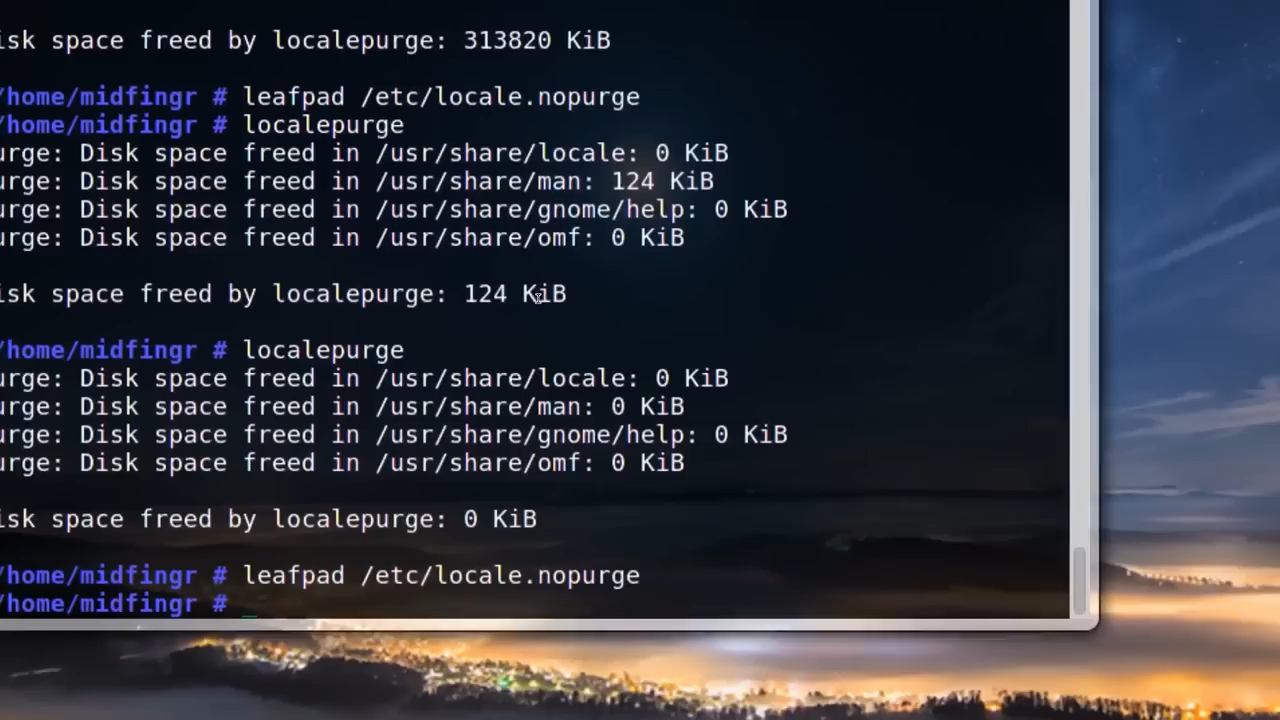 isk space freed by localepurge: 313820 KiB
/home/midfingr # leafpad /etc/locale.nopurge
/home/midfingr # localepurge
urge: Disk space freed in /usr/share/locale: 0 KiB
urge: Disk space freed in /usr/share/man: 124 KiB
urge: Disk space freed in /usr/share/gnome/help: 0 KiB
urge: Disk space freed in /usr/share/omf: 0 KiB
isk space freed by localepurge: 124 KiB
/home/midfingr # localepurge
urge: Disk space freed in /usr/share/locale: 0 KiB
urge: Disk space freed in /usr/share/man: 0 KiB
urge: Disk space freed in /usr/share/gnome/help: 0 KiB
urge: Disk space freed in /usr/share/omf: 0 KiB
isk space freed by localepurge: 0 KiB
/home/midfingr # leafpad /etc/locale.nopurge
/home/midfingr #